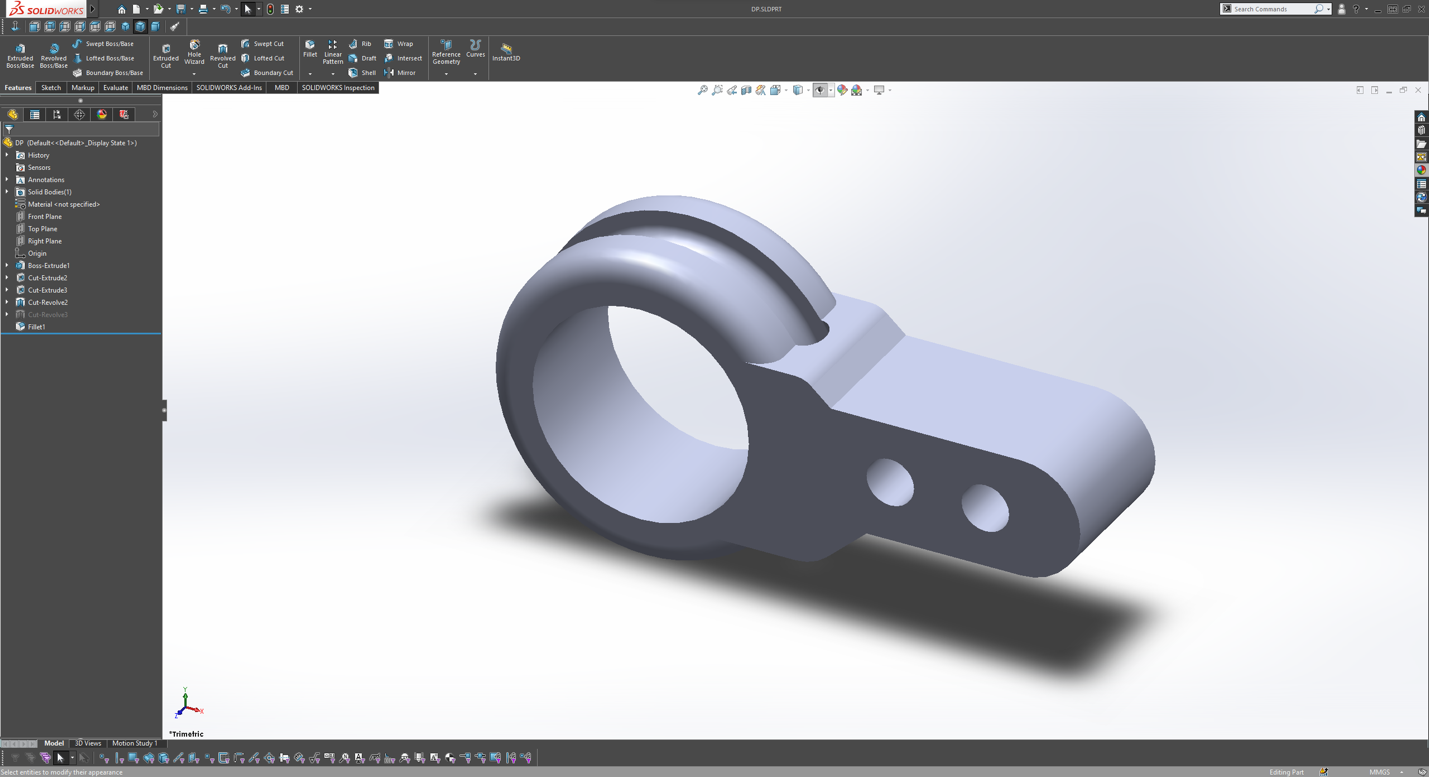 SOLIDWORKS
DP.SLDPRT
Search Commands
Extruded Boss/Base
Revolved Boss/Base
Swept Boss/Base
Lofted Boss/Base
Boundary Boss/Base
Extruded Cut
Hole Wizard
Revolved Cut
Swept Cut
Lofted Cut
Boundary Cut
Fillet
Linear Pattern
Rib
Draft
Shell
Wrap
Intersect
Mirror
Reference Geometry
Curves
Instant3D
Features
Sketch
Markup
Evaluate
MBD Dimensions
SOLIDWORKS Add-Ins
MBD
SOLIDWORKS Inspection
DP (Default<<Default>_Display State 1>)
History
Sensors
Annotations
Solid Bodies(1)
Material <not specified>
Front Plane
Top Plane
Right Plane
Origin
Boss-Extrude1
Cut-Extrude2
Cut-Extrude3
Cut-Revolve2
Cut-Revolve3
Fillet1
Y
X
Z
*Trimetric
Model
3D Views
Motion Study 1
Select entities to modify their appearance
Editing Part
MMGS